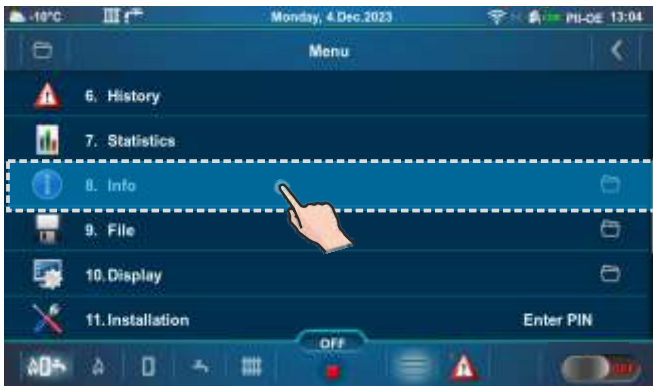 -10°C Monday, 4.Dec.2023 PII-OE 13:04
Menu
6. History
7. Statistics
8. Info
9. File
10. Display
11. Installation Enter PIN
OFF
OFF